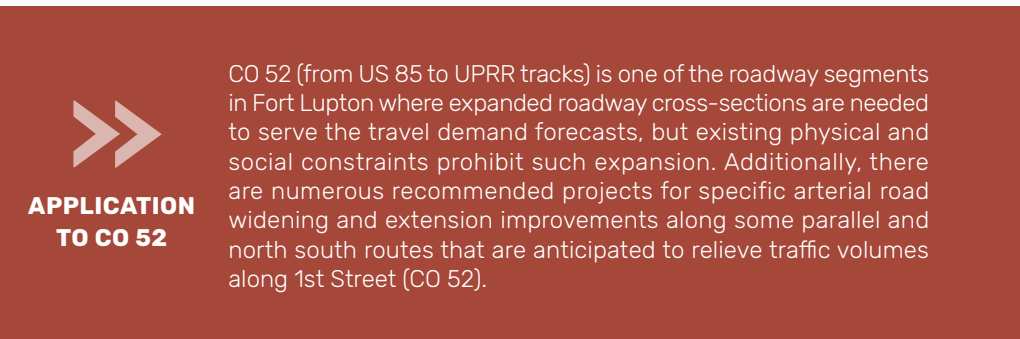 APPLICATION
TO CO 52
CO 52 (from US 85 to UPRR tracks) is one of the roadway segments
in Fort Lupton where expanded roadway cross-sections are needed
to serve the travel demand forecasts, but existing physical and
social constraints prohibit such expansion. Additionally, there
are numerous recommended projects for specific arterial road
widening and extension improvements along some parallel and
north south routes that are anticipated to relieve traffic volumes
along 1st Street (CO 52).